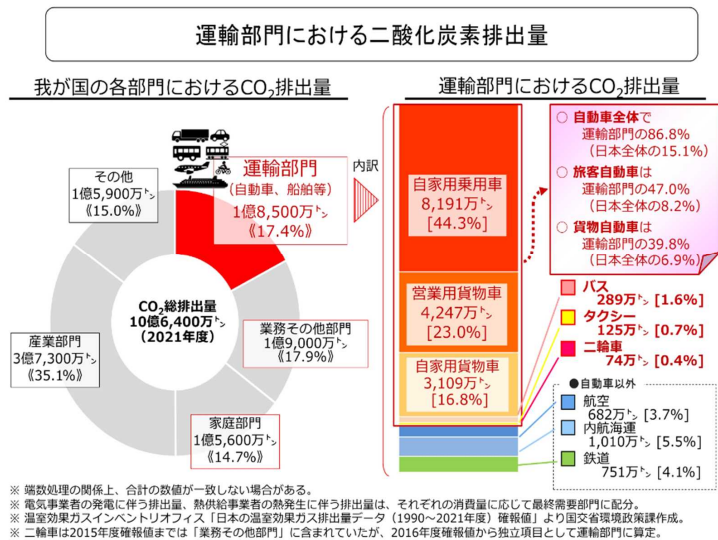 運輸部門における二酸化炭素排出量
我が国の各部門におけるCO2排出量
運輸部門におけるCO2排出量
その他
1億5,900万㌧
《15.0%》
運輸部門
(自動車、船舶等)
1億8,500万㌧
《17.4%》
内訳
CO2総排出量
10億6,400万㌧
(2021年度)
産業部門
3億7,300万㌧
《35.1%》
業務その他部門
1億9,000万㌧
《17.9%》
家庭部門
1億5,600万㌧
《14.7%》
自家用乗用車
8,191万㌧
[44.3%]
営業用貨物車
4,247万㌧
[23.0%]
自家用貨物車
3,109万㌧
[16.8%]
○ 自動車全体で
運輸部門の86.8%
(日本全体の15.1%)
○ 旅客自動車は
運輸部門の47.0%
(日本全体の8.2%)
○ 貨物自動車は
運輸部門の39.8%
(日本全体の6.9%)
バス
289万㌧ [1.6%]
タクシー
125万㌧ [0.7%]
二輪車
74万㌧ [0.4%]
●自動車以外
航空
682万㌧ [3.7%]
内航海運
1,010万㌧ [5.5%]
鉄道
751万㌧ [4.1%]
※ 端数処理の関係上、合計の数値が一致しない場合がある。
※ 電気事業者の発電に伴う排出量、熱供給事業者の熱発生に伴う排出量は、それぞれの消費量に応じて最終需要部門に配分。
※ 温室効果ガスインベントリオフィス「日本の温室効果ガス排出量データ(1990～2021年度)確報値」より国交省環境政策課作成。
※ 二輪車は2015年度確報値までは「業務その他部門」に含まれていたが、2016年度確報値から独立項目として運輸部門に算定。